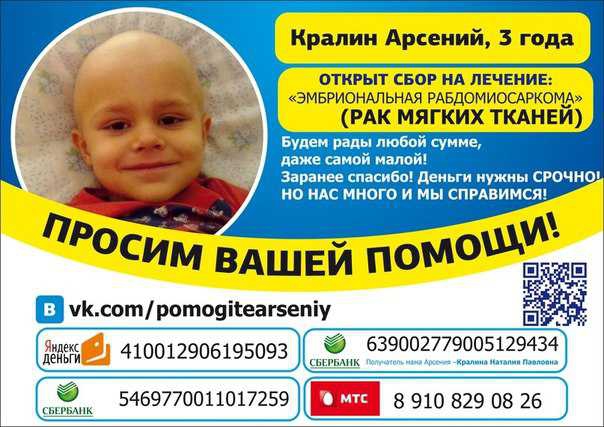 Кралин Арсений, 3 года
ОТКРЫТ СБОР НА ЛЕЧЕНИЕ:
«ЭМБРИОНАЛЬНАЯ РАБДОМИОСАРКОМА»
(РАК МЯГКИХ ТКАНЕЙ)
Будем рады любой сумме,
даже самой малой!
Заранее спасибо! Деньги нужны СРОЧНО!
НО НАС МНОГО И МЫ СПРАВИМСЯ!
ПРОСИМ ВАШЕЙ ПОМОЩИ!
В vk.com/pomogitearseniy
Яндекс
деньги
410012906195093
СБЕРБАНК
639002779005129434
Получатель мама Арсения –Кралина Наталия Павловна
СБЕРБАНК
5469770011017259
МТС
8 910 829 08 26